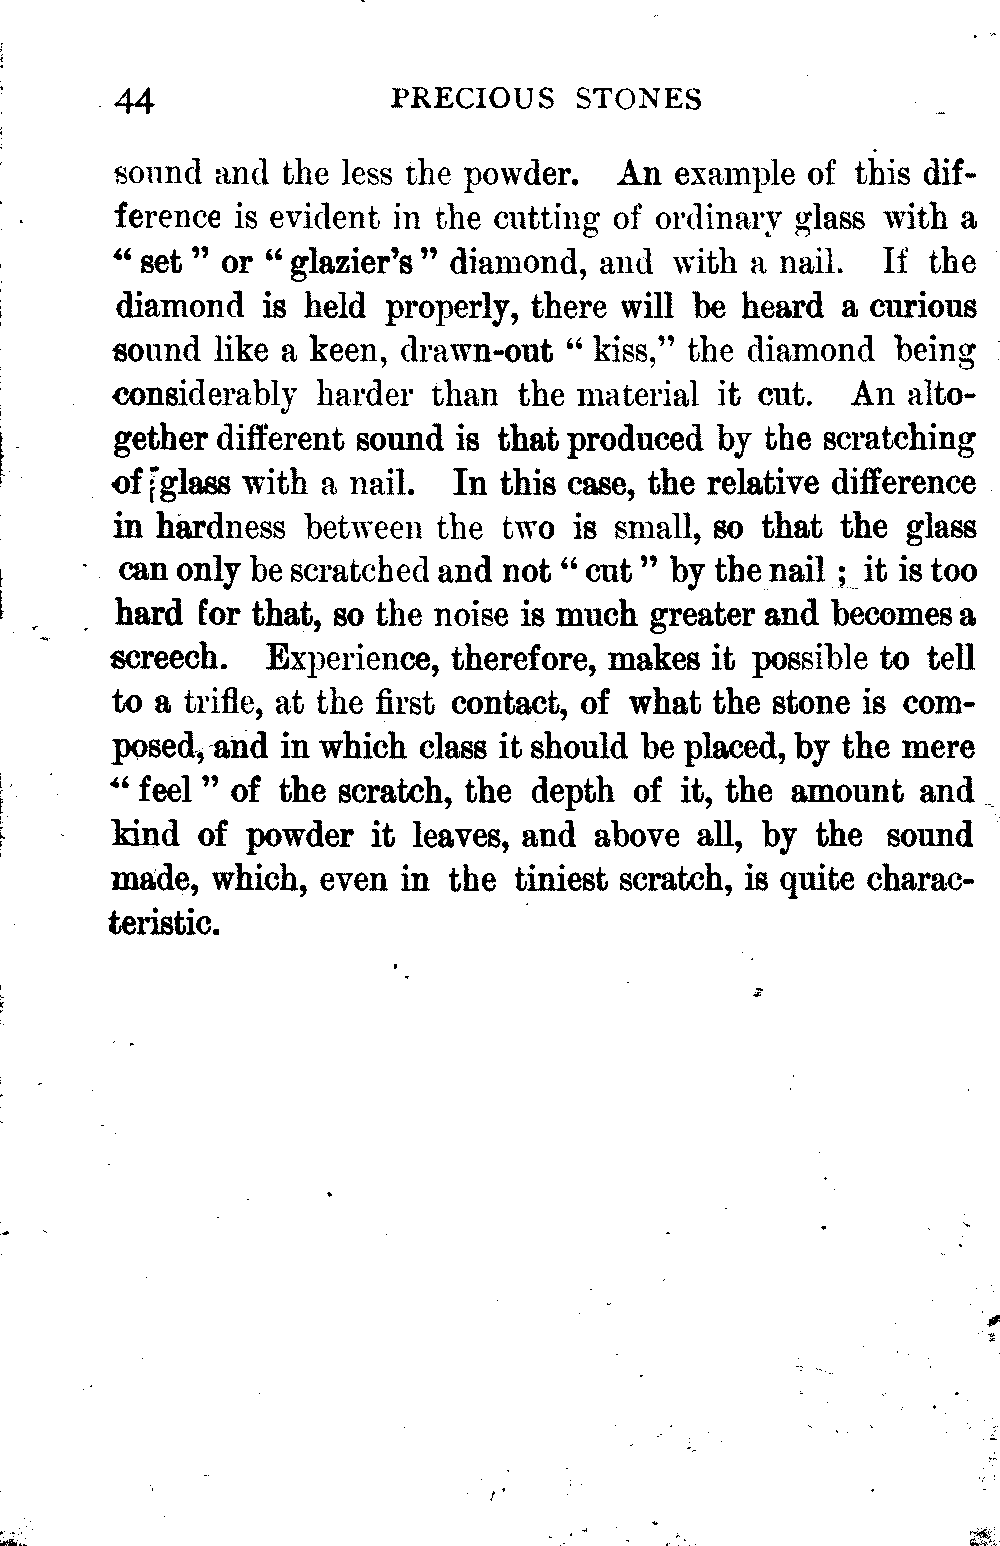 44 PRECIOUS STONES
sound and the less the powder. An example of this dif-
ference is evident in the cutting of ordinary glass with a
“ set ” or “ glazier’s ” diamond, and with a nail. If the
diamond is held properly, there will be heard a curious
sound like a keen, drawn-out “ kiss,” the diamond being
considerably harder than the material it cut. An alto-
gether different sound is that produced by the scratching
of glass with a nail. In this case, the relative difference
in hardness between the two is small, so that the glass
can only be scratched and not “ cut ” by the nail ; it is too
hard for that, so the noise is much greater and becomes a
screech. Experience, therefore, makes it possible to tell
to a trifle, at the first contact, of what the stone is com-
posed, and in which class it should be placed, by the mere
“ feel ” of the scratch, the depth of it, the amount and
kind of powder it leaves, and above all, by the sound
made, which, even in the tiniest scratch, is quite charac-
teristic.